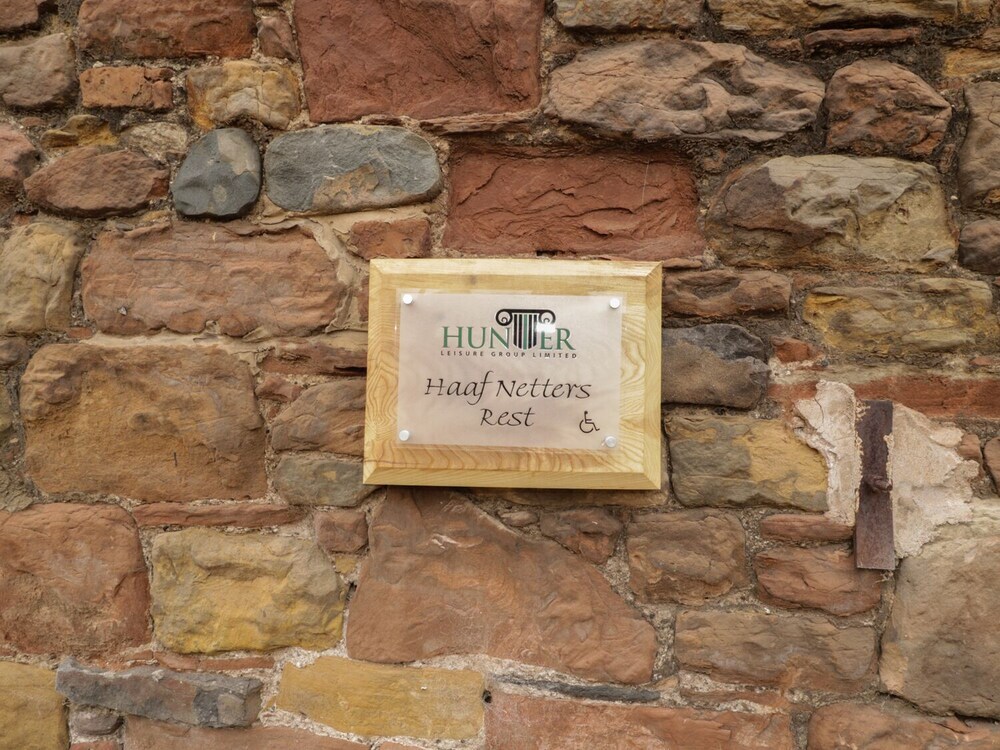 HUNTER
LEISURE GROUP LIMITED
Haaf Netters
Rest